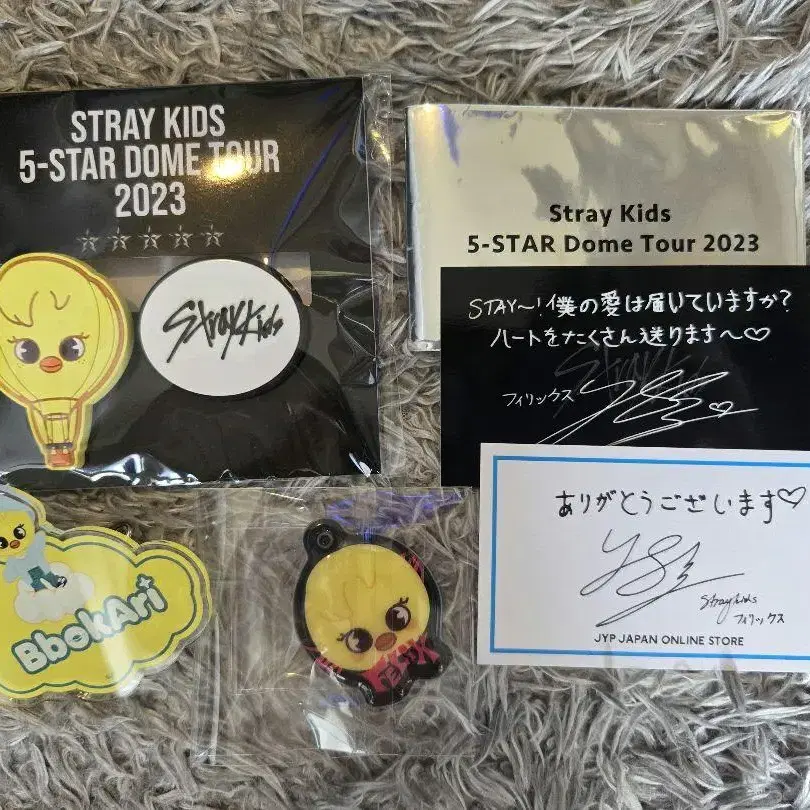 STRAY KIDS
5-STAR DOME TOUR
2023
Stray Kids
Stray Kids
5-STAR Dome Tour 2023
STAY〜!僕の愛は届いていますか?
ハートをたくさん送ります〜♡
フィリックス
ありがとうございます♡
Stray Kids
フィリックス
JYP JAPAN ONLINE STORE
BbokAri
FELIX